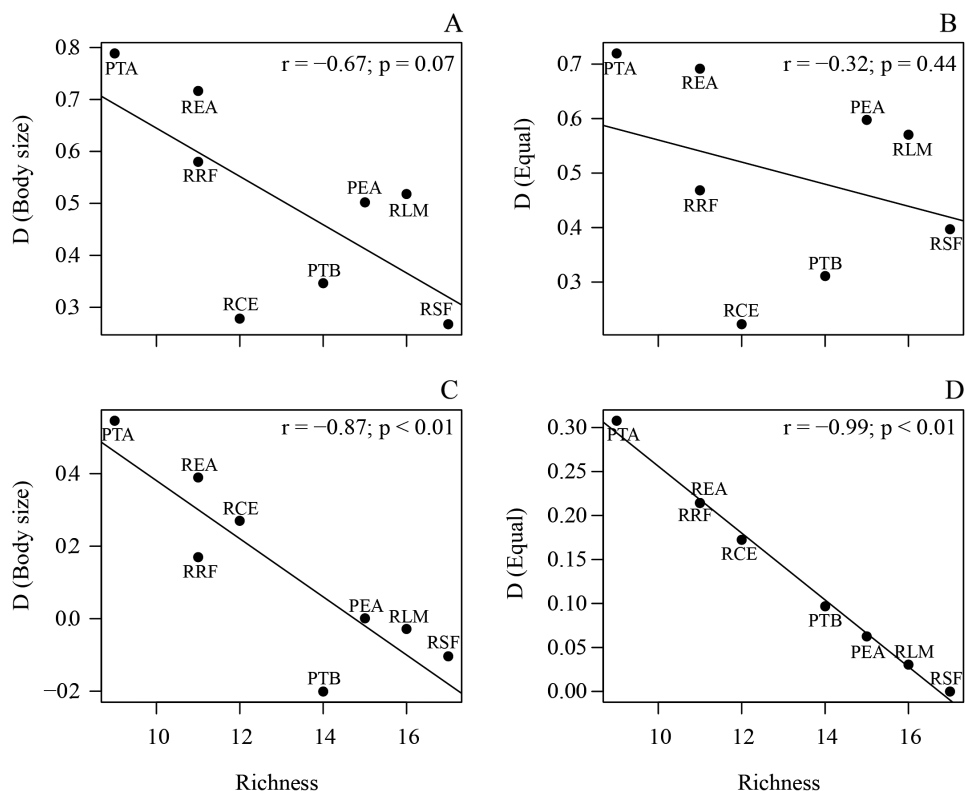 A
r = −0.67; p = 0.07
0.8
0.7
0.6
0.5
0.4
0.3
D (Body size)
PTA
REA
RRF
PEA
RLM
PTB
RCE
RSF
B
r = −0.32; p = 0.44
0.7
0.6
0.5
0.4
0.3
D (Equal)
PTA
REA
PEA
RLM
RRF
RSF
PTB
RCE
C
r = −0.87; p < 0.01
0.4
0.2
0.0
−02
D (Body size)
PTA
REA
RCE
RRF
PEA
RLM
RSF
PTB
10 12 14 16
Richness
D
r = −0.99; p < 0.01
0.30
0.25
0.20
0.15
0.10
0.05
0.00
D (Equal)
PTA
REA
RRF
RCE
PTB
PEA
RLM
RSF
10 12 14 16
Richness